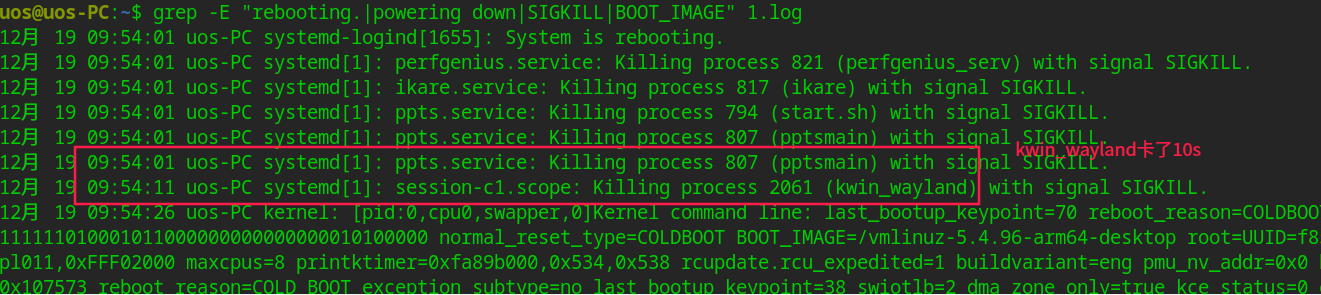 uos@uos-PC:~$ grep -E "rebooting.|powering down|SIGKILL|BOOT_IMAGE" 1.log
12月 19 09:54:01 uos-PC systemd-logind[1655]: System is rebooting.
12月 19 09:54:01 uos-PC systemd[1]: perfgenius.service: Killing process 821 (perfgenius_serv) with signal SIGKILL.
12月 19 09:54:01 uos-PC systemd[1]: ikare.service: Killing process 817 (ikare) with signal SIGKILL.
12月 19 09:54:01 uos-PC systemd[1]: ppts.service: Killing process 794 (start.sh) with signal SIGKILL.
12月 19 09:54:01 uos-PC systemd[1]: ppts.service: Killing process 807 (pptsmain) with signal SIGKILL.
12月 19 09:54:01 uos-PC systemd[1]: ppts.service: Killing process 807 (pptsmain) with signal SIGKILL.
kwin_wayland卡了10s
12月 19 09:54:11 uos-PC systemd[1]: session-c1.scope: Killing process 2061 (kwin_wayland) with signal SIGKILL.
12月 19 09:54:26 uos-PC kernel: [pid:0,cpu0,swapper,0]Kernel command line: last_bootup_keypoint=70 reboot_reason=COLDBOO
1111110100010110000000000000010100000 normal_reset_type=COLDBOOT BOOT_IMAGE=/vmlinuz-5.4.96-arm64-desktop root=UUID=f8
pl011,0xFFF02000 maxcpus=8 printktimer=0xfa89b000,0x534,0x538 rcupdate.rcu_expedited=1 buildvariant=eng pmu_nv_addr=0x0
0x107573 reboot_reason=COLD_BOOT exception_subtype=no last_bootup_keypoint=38 swiotlb=2 dma_zone_only=true kce_status=0